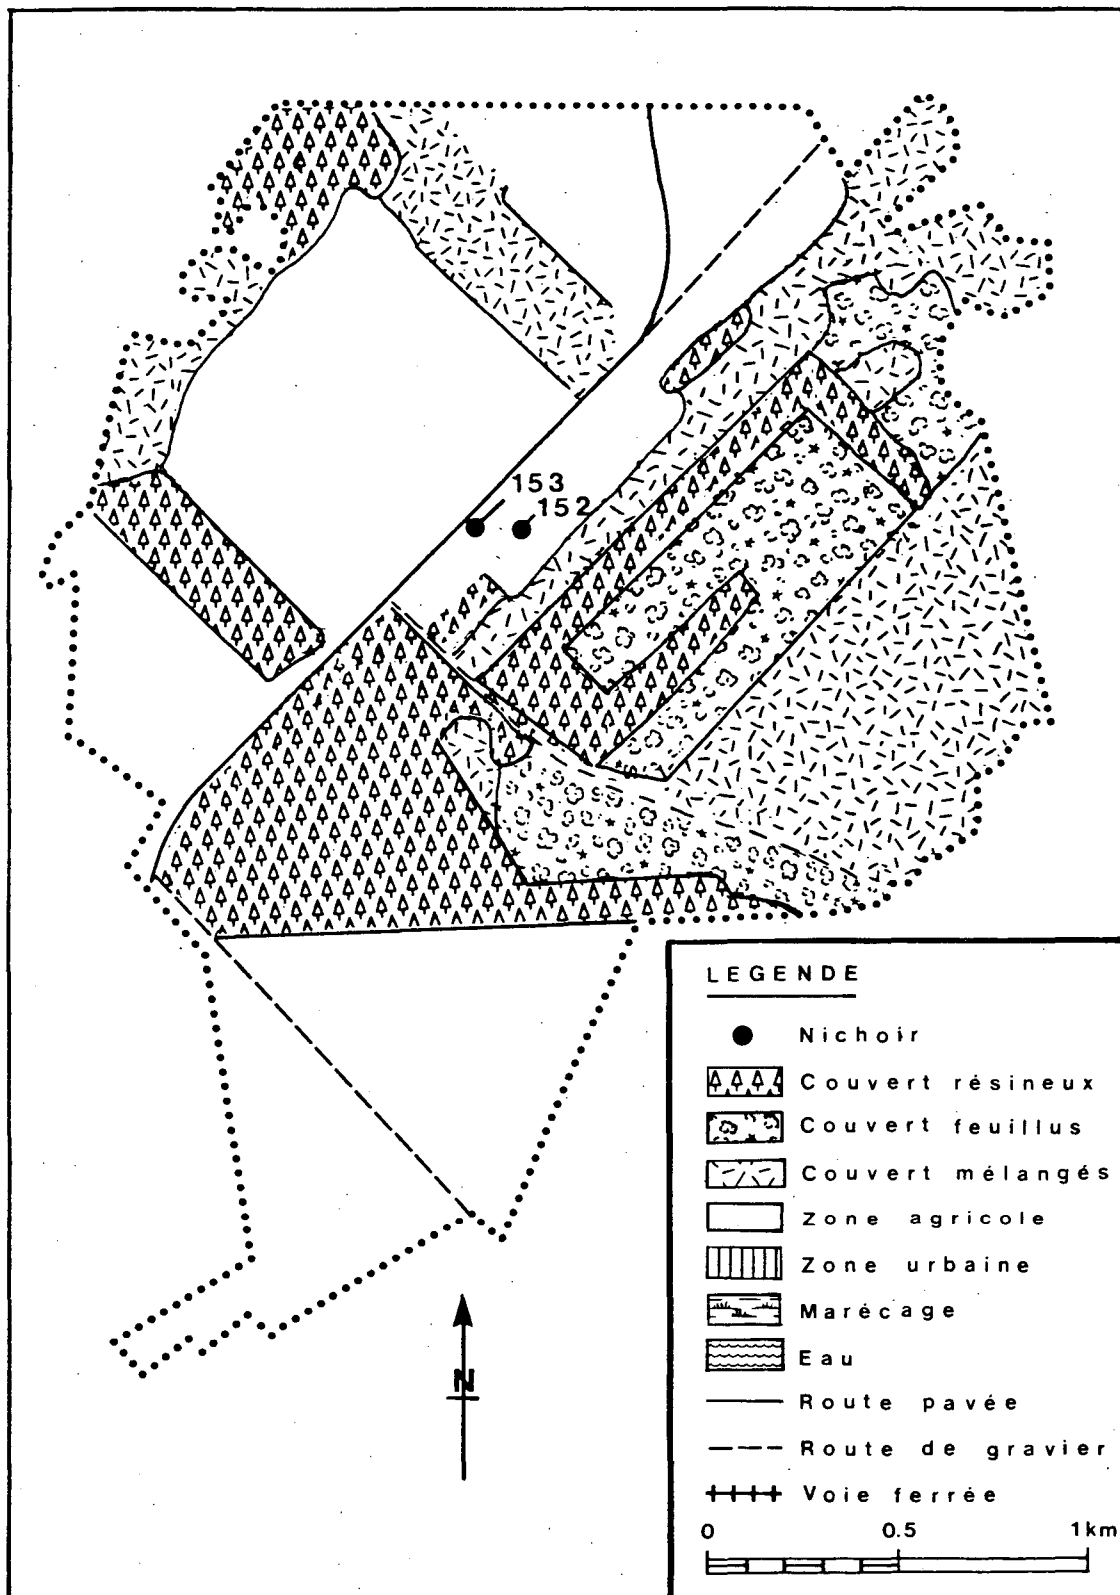 153
152
LEGENDE
Nichoir
Couvert résineux
Couvert feuillus
Couvert mélangés
Zone agricole
Zone urbaine
Marécage
Eau
Route pavée
Route de gravier
Voie ferrée
0 0.5 1km
N